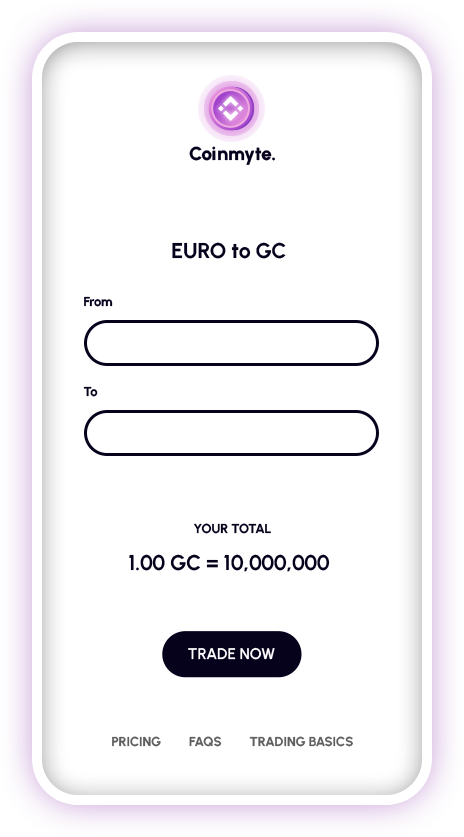 Coinmyte.
EURO to GC
From
To
YOUR TOTAL
1.00 GC = 10,000,000
TRADE NOW
PRICING FAQS TRADING BASICS